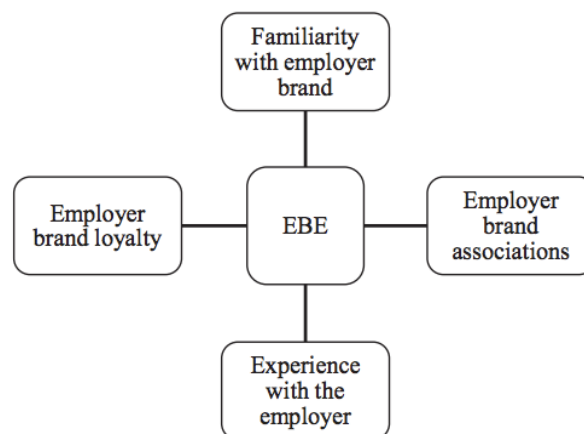 Familiarity
with employer
brand
Employer
brand loyalty
EBE
Employer
brand
associations
Experience
with the
employer